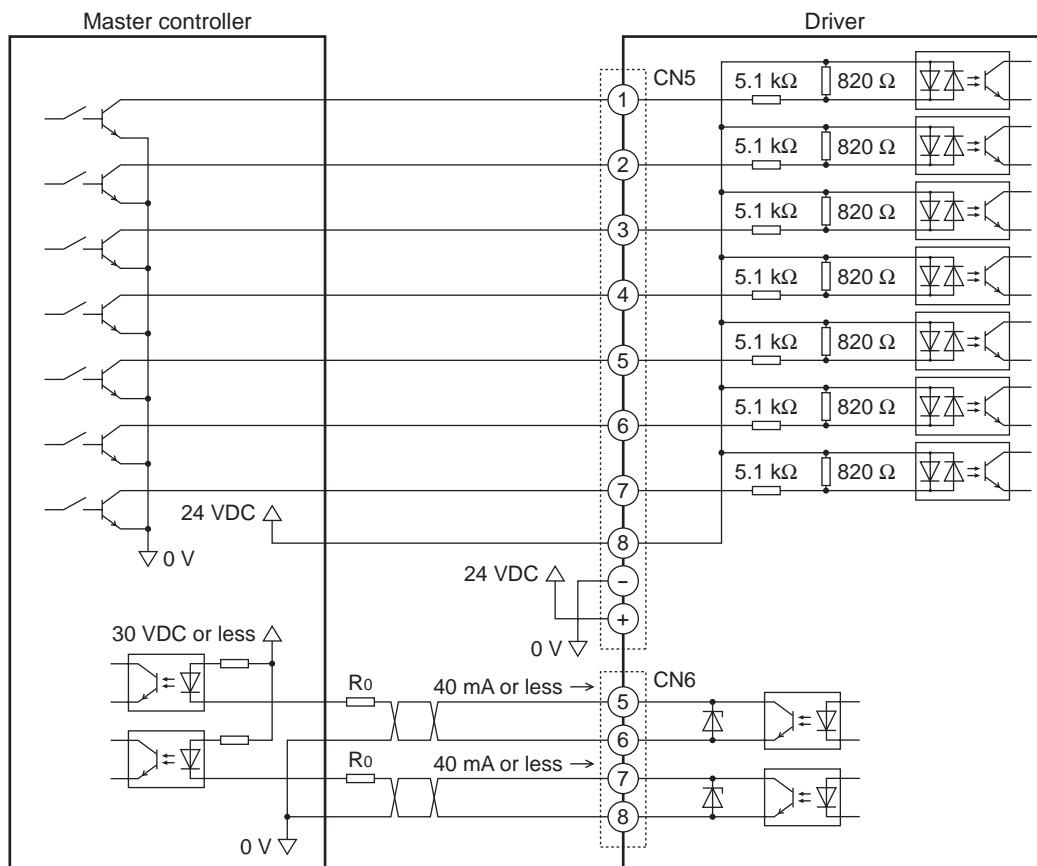 Master controller
Driver
CN5
1
5.1 kΩ
820 Ω
2
5.1 kΩ
820 Ω
3
5.1 kΩ
820 Ω
4
5.1 kΩ
820 Ω
5
5.1 kΩ
820 Ω
6
5.1 kΩ
820 Ω
7
5.1 kΩ
820 Ω
24 VDC
8
0 V
24 VDC
−
+
0 V
30 VDC or less
CN6
R0
40 mA or less
5
6
R0
40 mA or less
7
8
0 V